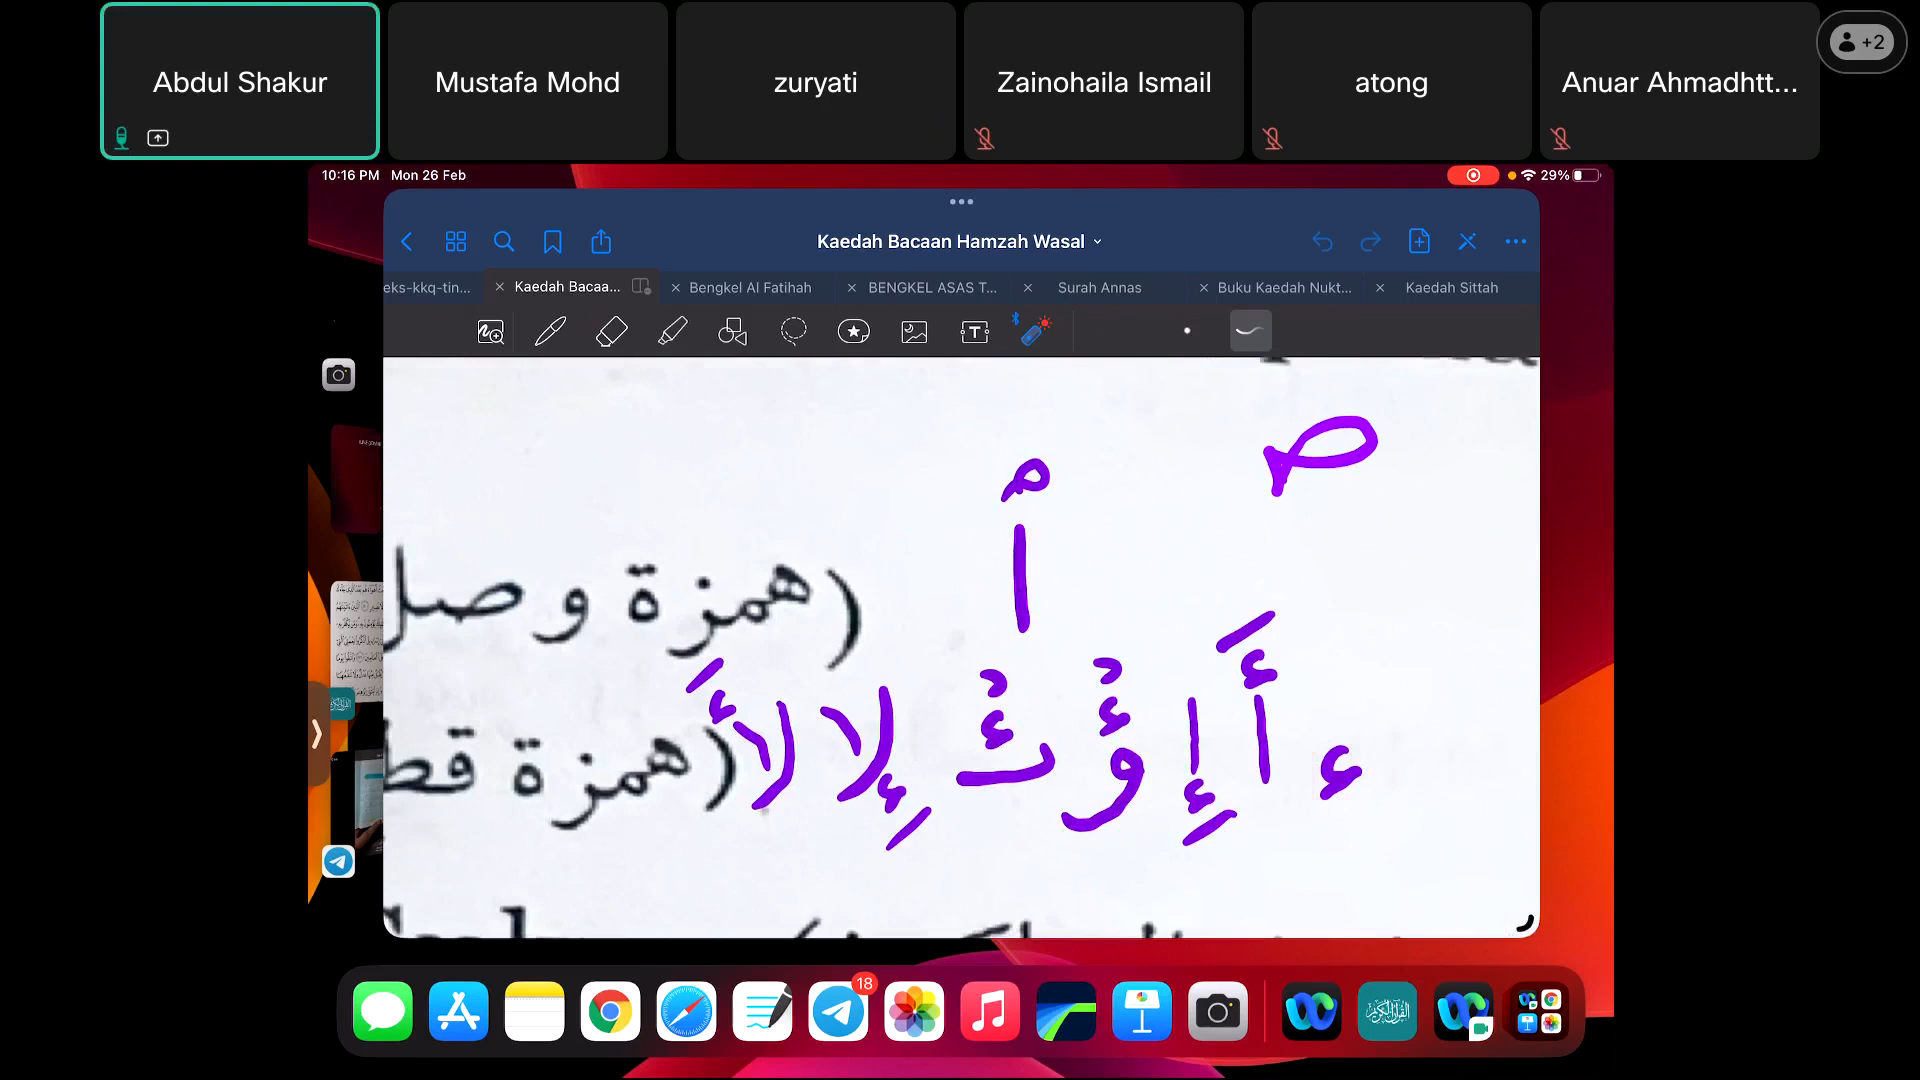 Abdul Shakur
Mustafa Mohd
zuryati
Zainohaila Ismail
atong
Anuar Ahmadhtt...
+2
10:16 PM Mon 26 Feb
29%
Kaedah Bacaan Hamzah Wasal
eks-kkq-tin...
Kaedah Bacaa...
Bengkel Al Fatihah
BENGKEL ASAS T...
Surah Annas
Buku Kaedah Nukt...
Kaedah Sittah
(همزة وصل
ء أَ إِ ؤُ ئُ لإِ لأَ
(همزة قط
18